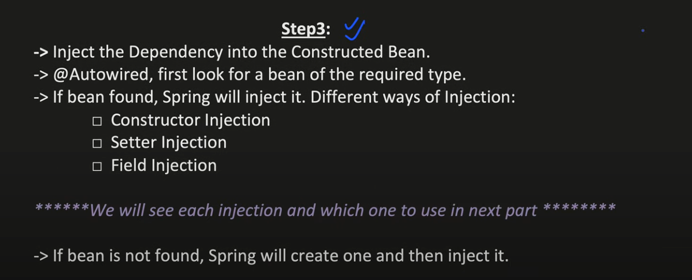 Step3:
-> Inject the Dependency into the Constructed Bean.
-> @Autowired, first look for a bean of the required type.
-> If bean found, Spring will inject it. Different ways of Injection:
□ Constructor Injection
□ Setter Injection
□ Field Injection
******We will see each injection and which one to use in next part ********
-> If bean is not found, Spring will create one and then inject it.